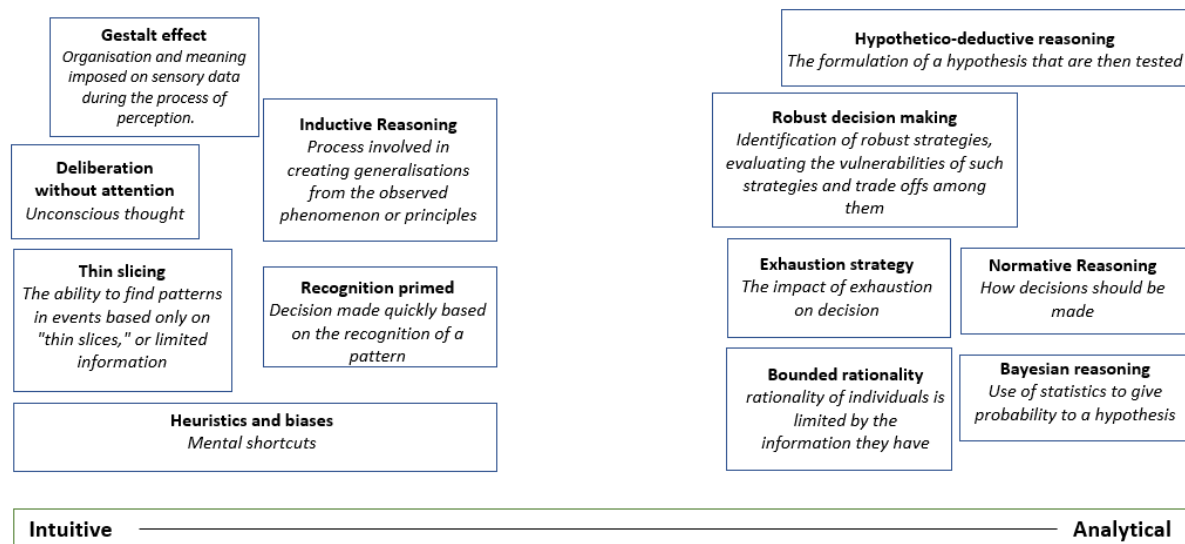 Gestalt effect
Organisation and meaning
imposed on sensory data
during the process of
perception.
Inductive Reasoning
Process involved in
creating generalisations
from the observed
phenomenon or principles
Deliberation
without attention
Unconscious thought
Thin slicing
The ability to find patterns
in events based only on
"thin slices," or limited
information
Recognition primed
Decision made quickly based
on the recognition of a
pattern
Heuristics and biases
Mental shortcuts
Hypothetico-deductive reasoning
The formulation of a hypothesis that are then tested
Robust decision making
Identification of robust strategies,
evaluating the vulnerabilities of such
strategies and trade offs among
them
Exhaustion strategy
The impact of exhaustion
on decision
Normative Reasoning
How decisions should be
made
Bounded rationality
rationality of individuals is
limited by the
information they have
Bayesian reasoning
Use of statistics to give
probability to a hypothesis
Intuitive
Analytical